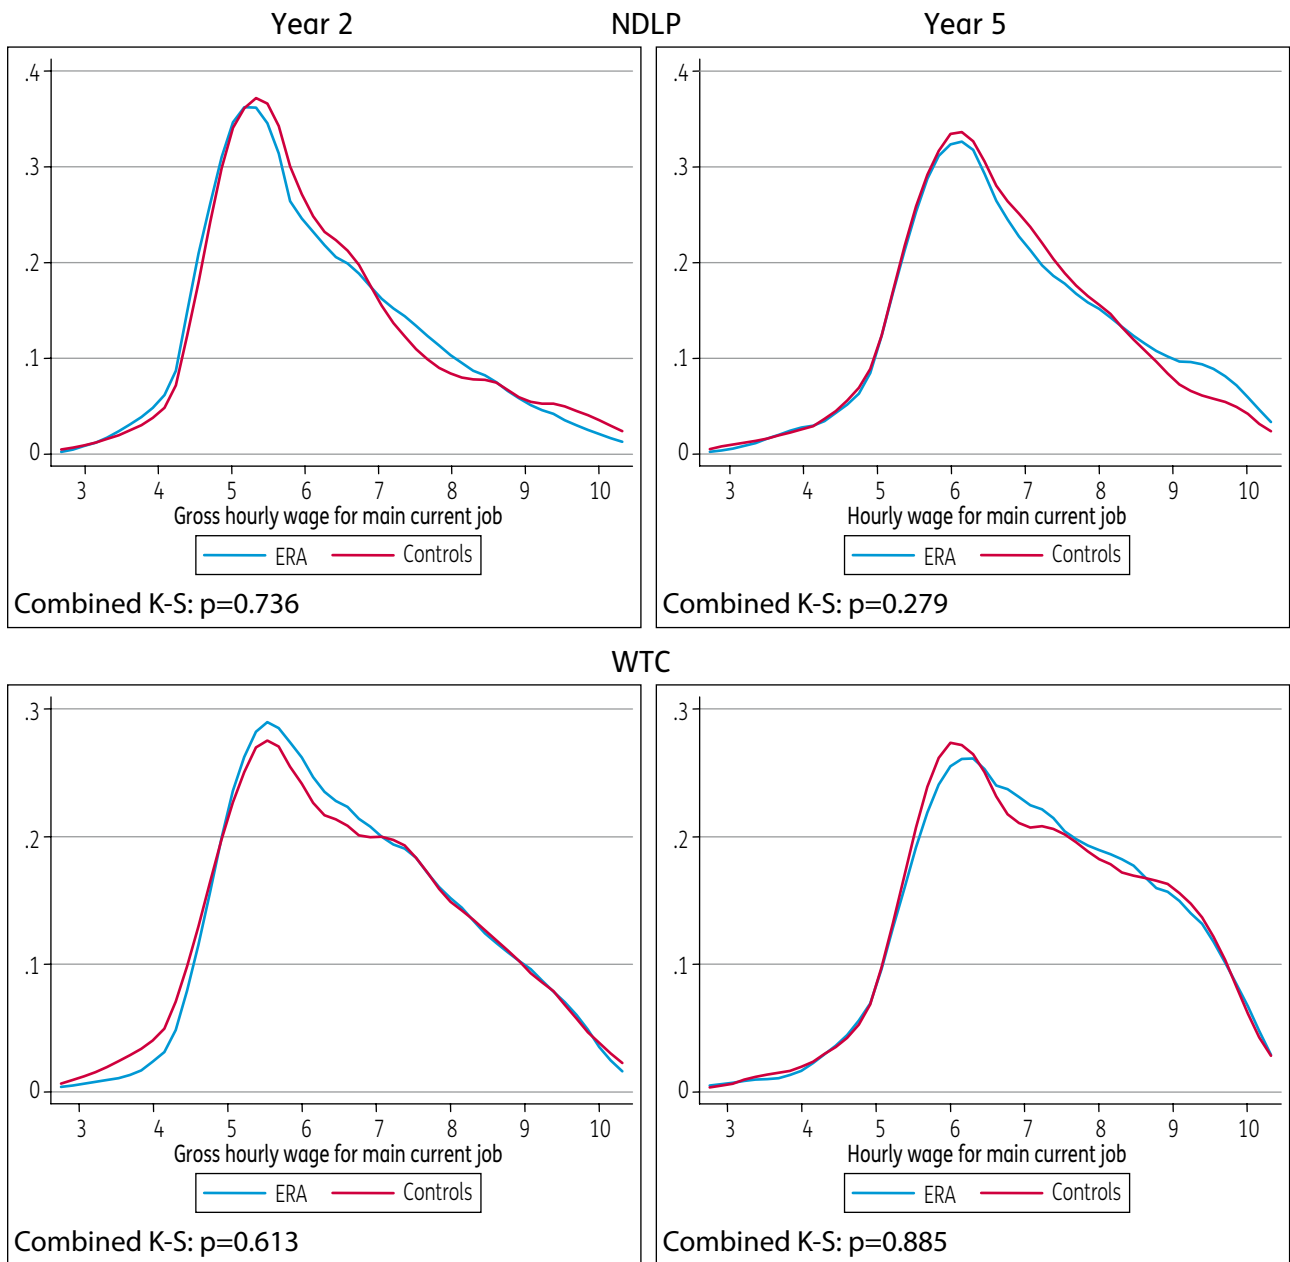 Year 2 NDLP Year 5
.4
.3
.2
.1
0
3 4 5 6 7 8 9 10
Gross hourly wage for main current job
ERA Controls
Combined K-S: p=0.736
.4
.3
.2
.1
0
3 4 5 6 7 8 9 10
Hourly wage for main current job
ERA Controls
Combined K-S: p=0.279
WTC
.3
.2
.1
0
3 4 5 6 7 8 9 10
Gross hourly wage for main current job
ERA Controls
Combined K-S: p=0.613
.3
.2
.1
0
3 4 5 6 7 8 9 10
Hourly wage for main current job
ERA Controls
Combined K-S: p=0.885